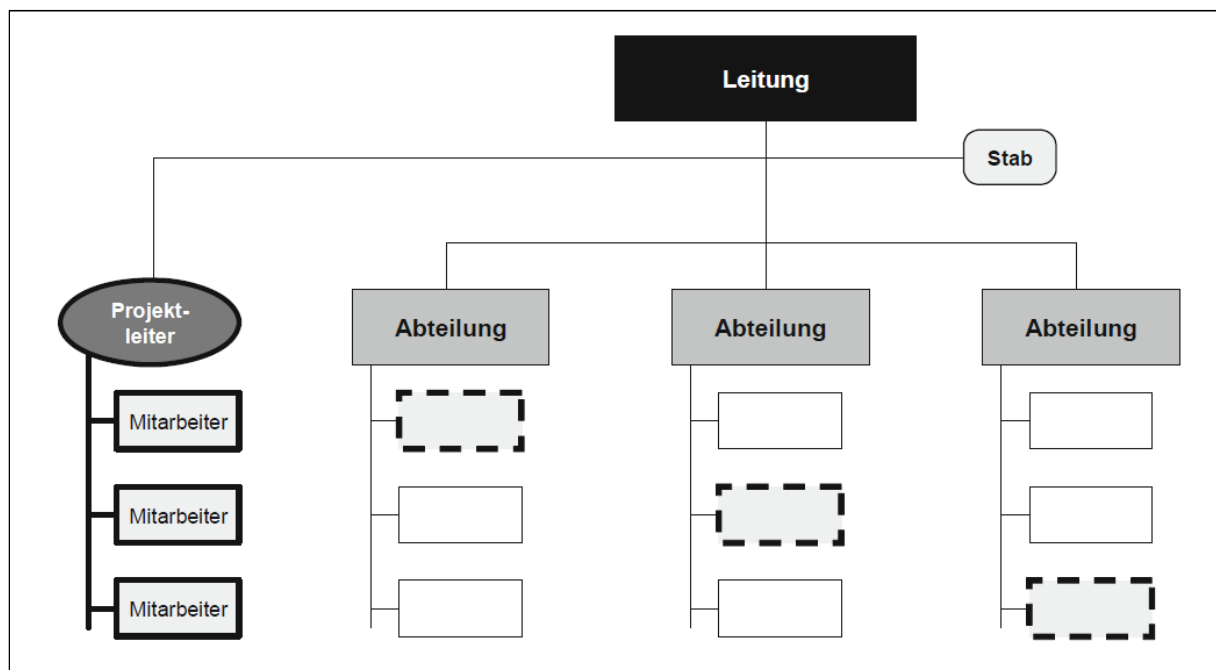 Leitung
Stab
Projekt-
leiter
Abteilung
Abteilung
Abteilung
Mitarbeiter
Mitarbeiter
Mitarbeiter